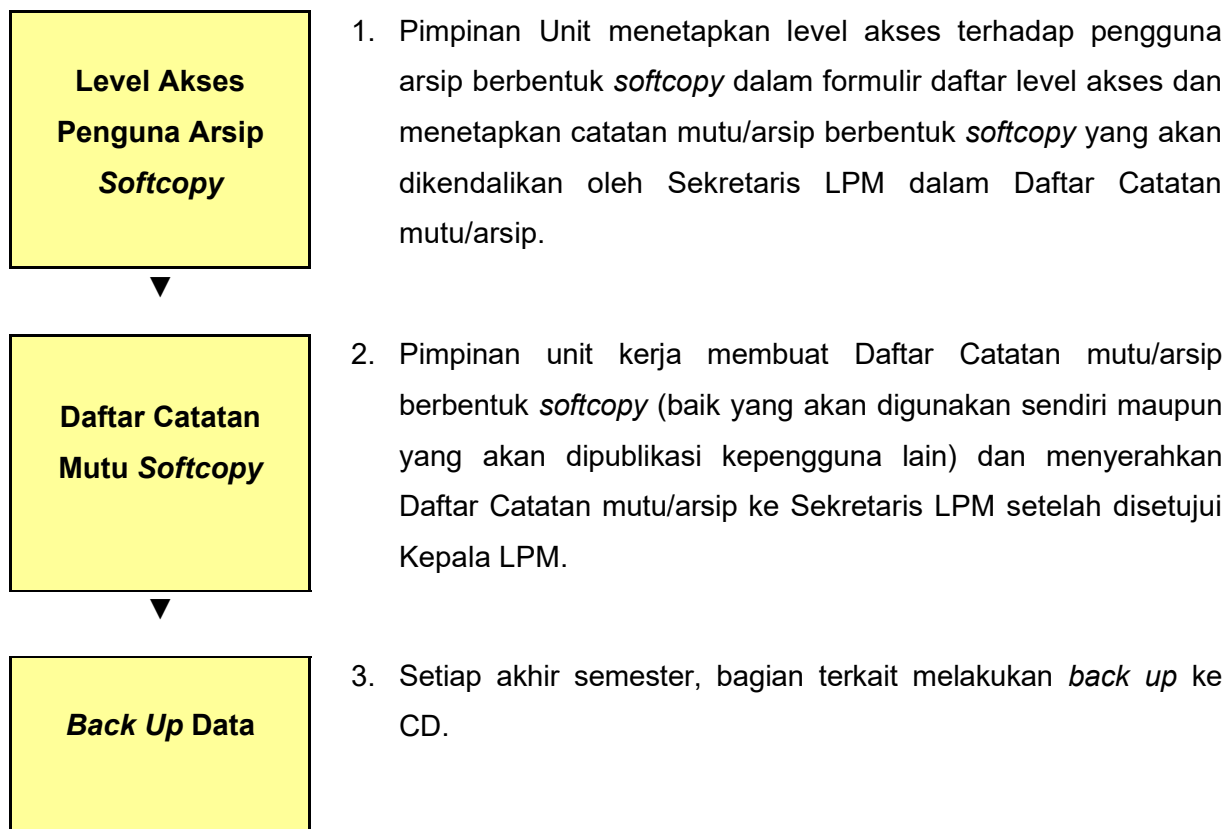 Level Akses
Penguna Arsip
Softcopy
1. Pimpinan Unit menetapkan level akses terhadap pengguna
arsip berbentuk softcopy dalam formulir daftar level akses dan
menetapkan catatan mutu/arsip berbentuk softcopy yang akan
dikendalikan oleh Sekretaris LPM dalam Daftar Catatan
mutu/arsip.
Daftar Catatan
Mutu Softcopy
2. Pimpinan unit kerja membuat Daftar Catatan mutu/arsip
berbentuk softcopy (baik yang akan digunakan sendiri maupun
yang akan dipublikasi kepengguna lain) dan menyerahkan
Daftar Catatan mutu/arsip ke Sekretaris LPM setelah disetujui
Kepala LPM.
Back Up Data
3. Setiap akhir semester, bagian terkait melakukan back up ke
CD.